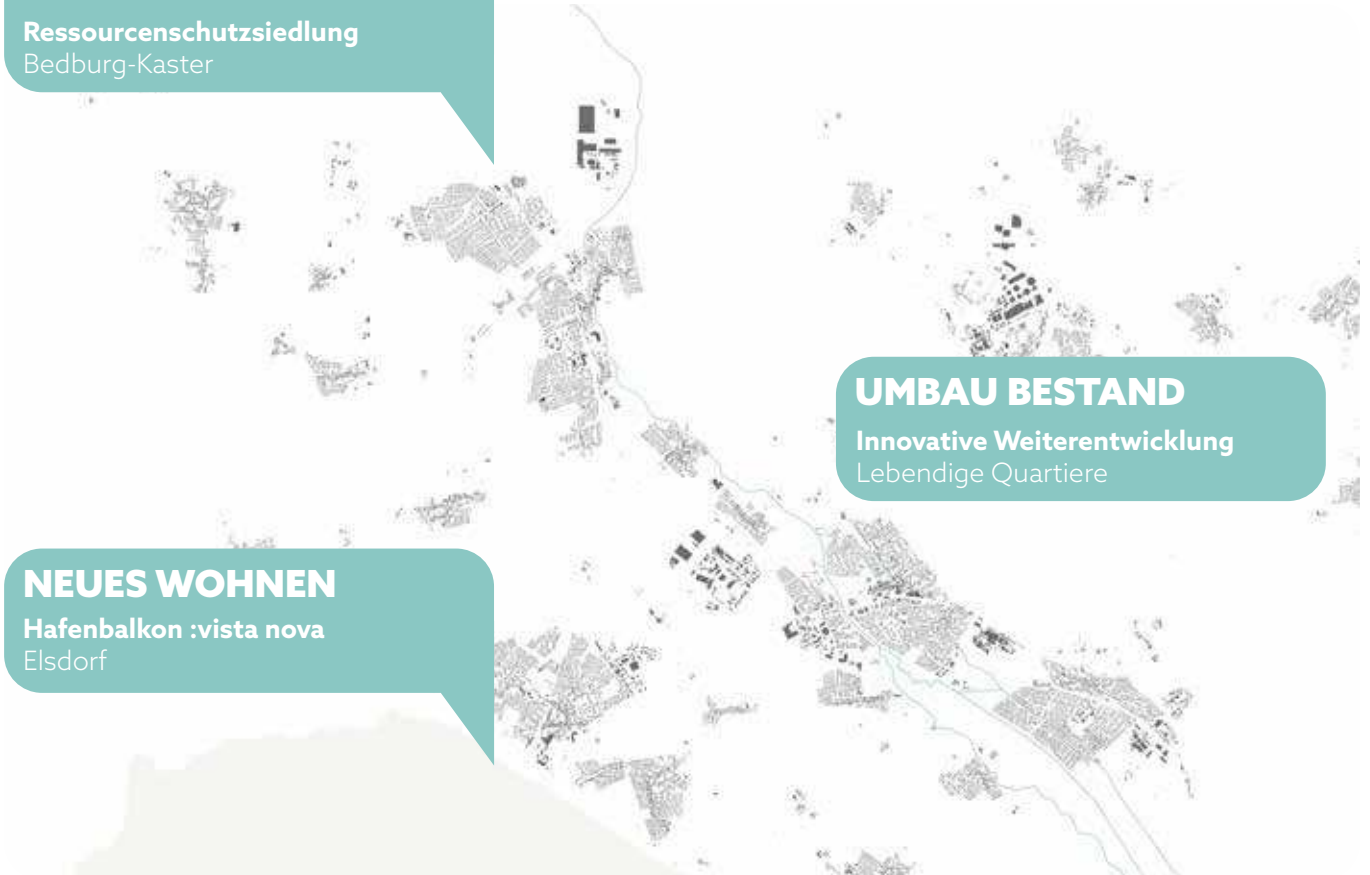 Ressourcenschutzsiedlung
Bedburg-Kaster
UMBAU BESTAND
Innovative Weiterentwicklung
Lebendige Quartiere
NEUES WOHNEN
Hafenbalkon :vista nova
Elsdorf